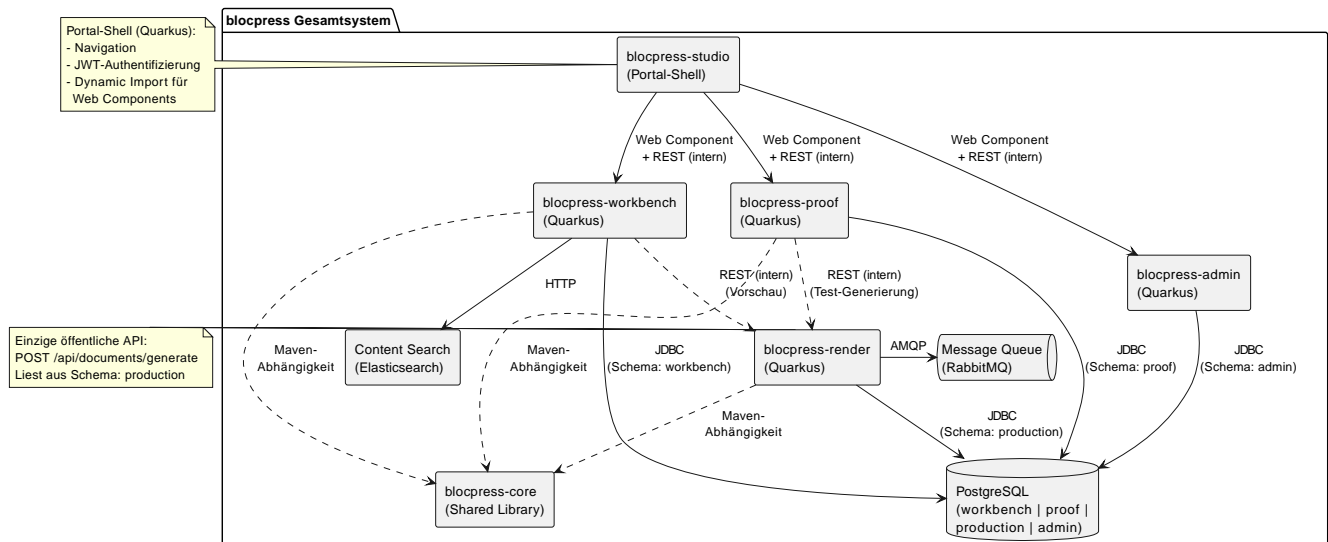 blocpress Gesamtsystem
Portal-Shell (Quarkus):
- Navigation
- JWT-Authentifizierung
- Dynamic Import für
Web Components
blocpress-studio
(Portal-Shell)
Web Component
+ REST (intern)
Web Component
+ REST (intern)
Web Component
+ REST (intern)
blocpress-workbench
(Quarkus)
blocpress-proof
(Quarkus)
blocpress-admin
(Quarkus)
HTTP
REST (intern)
(Vorschau)
REST (intern)
(Test-Generierung)
Einzige öffentliche API:
POST /api/documents/generate
Liest aus Schema: production
Maven-
Abhängigkeit
Content Search
(Elasticsearch)
Maven-
Abhängigkeit
JDBC
(Schema: workbench)
blocpress-render
(Quarkus)
AMQP
Message Queue
(RabbitMQ)
JDBC
(Schema: proof)
JDBC
(Schema: admin)
Maven-
Abhängigkeit
JDBC
(Schema: production)
blocpress-core
(Shared Library)
PostgreSQL
(workbench | proof |
production | admin)